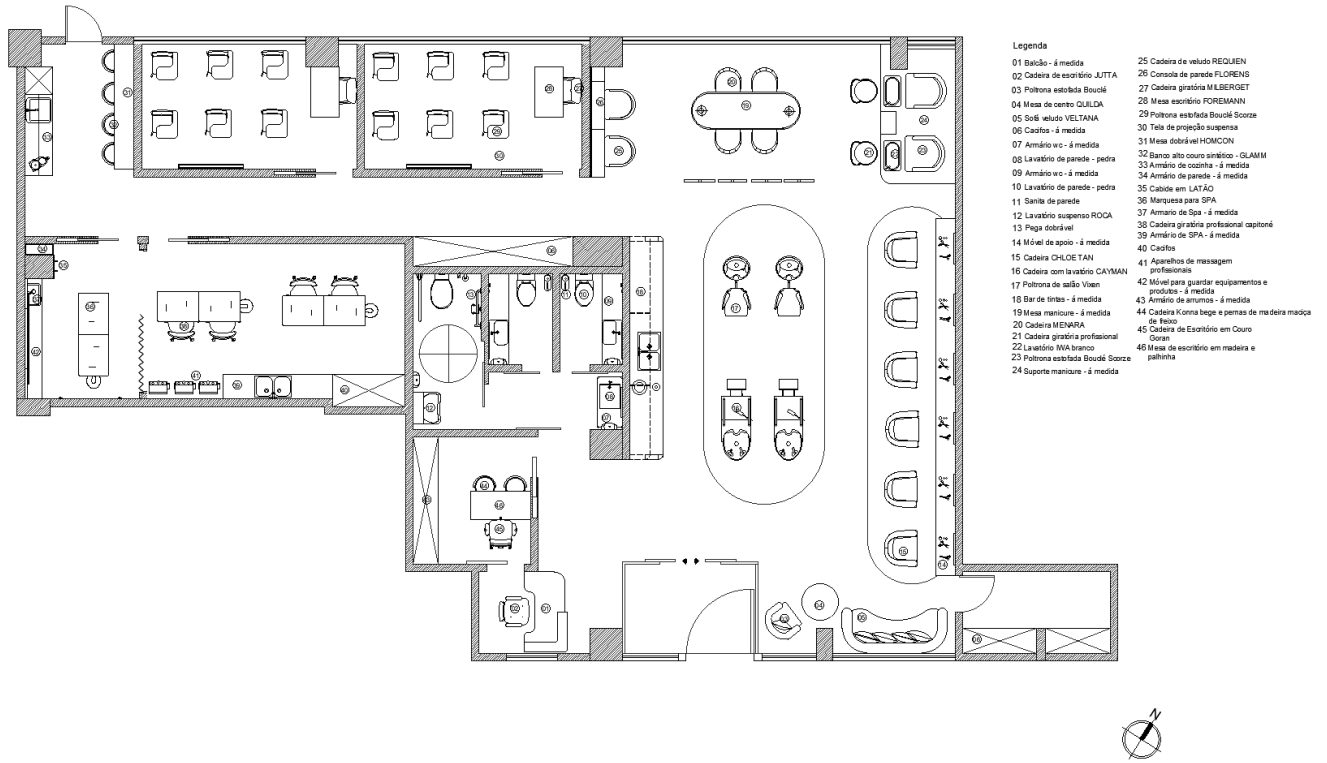 Legenda
01 Balcão - á medida
02 Cadeira de escritório JUTTA
03 Poltrona estofada Bouclé
04 Mesa de centro QUILDA
05 Sofá veludo VELTANA
06 Cacifos - á medida
07 Armário wc - á medida
08 Lavatório de parede - pedra
09 Armário wc - á medida
10 Lavatório de parede - pedra
11 Sanita de parede
12 Lavatório suspenso ROCA
13 Pega dobrável
14 Móvel de apoio - á medida
15 Cadeira CHLOE TAN
16 Cadeira com lavatório CAYMAN
17 Poltrona de salão Vixen
18 Bar de tintas - á medida
19 Mesa manicure - á medida
20 Cadeira MENARA
21 Cadeira giratória profissional
22 Lavatório IWA branco
23 Poltrona estofada Bouclé Scorze
24 Suporte manicure - á medida
25 Cadeira de veludo REQUIEN
26 Consola de parede FLORENS
27 Cadeira giratória MILBERGET
28 Mesa escritório FOREMANN
29 Poltrona estofada Bouclé Scorze
30 Tela de projeção suspensa
31 Mesa dobrável HOMCON
32 Banco alto couro sintético - GLAMM
33 Armário de cozinha - á medida
34 Armário de parede - á medida
35 Cabide em LATÃO
36 Marquesa para SPA
37 Armario de Spa - á medida
38 Cadeira giratória profissional capitoné
39 Armário de SPA - á medida
40 Cacifos
41 Aparelhos de massagem
profissionais
42 Móvel para guardar equipamentos e
produtos - á medida
43 Armário de arrumos - á medida
44 Cadeira Konna bege e pernas de madeira maciça
de freixo
45 Cadeira de Escritório em Couro
Goran
46 Mesa de escritório em madeira e
palhinha
N